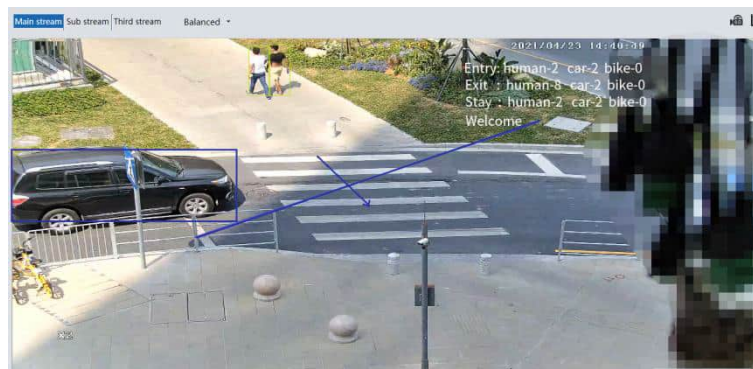 Main stream Sub stream Third stream Balanced
2021/04/23 14:40:49
Entry: human-2 car-2 bike-0
Exit : human-8 car-2 bike-0
Stay : human-2 car-2 bike-0
Welcome